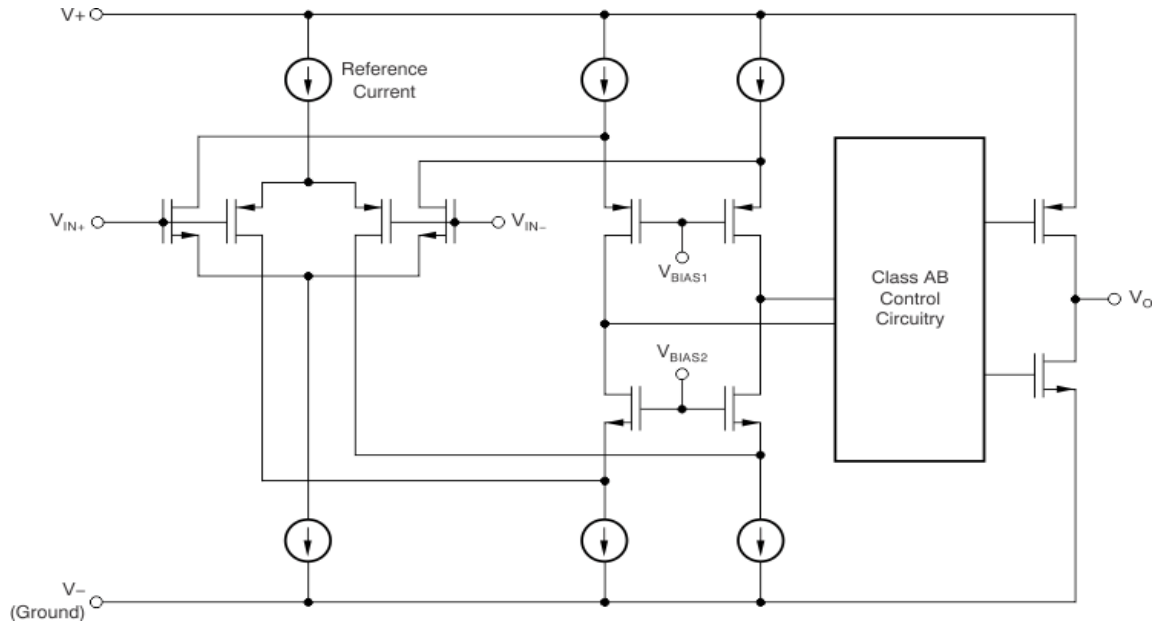 V+
Reference
Current
VIN+
VIN−
VBIAS1
Class AB
Control
Circuitry
VO
VBIAS2
V−
(Ground)